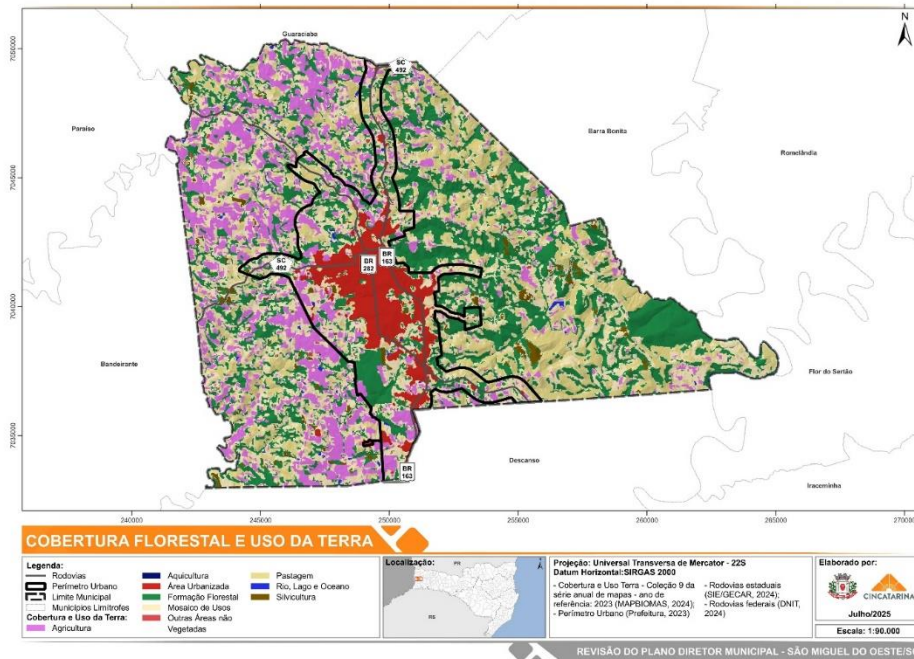 Guaraciaba
N
SC
492
7050000
Paraíso
Barra Bonita
Romelândia
7045000
SC
492
BR
282
BR
163
7040000
Bandeirante
Flor do Sertão
7035000
Descanso
BR
163
Iraceminha
240000 245000 250000 255000 260000 265000 270000
COBERTURA FLORESTAL E USO DA TERRA
Legenda:
Rodovias
Perímetro Urbano
Limite Municipal
Municípios Limítrofes
Cobertura e Uso da Terra:
Agricultura
Aquicultura
Área Urbanizada
Formação Florestal
Mosaico de Usos
Outras Áreas não
Vegetadas
Pastagem
Rio, Lago e Oceano
Silvicultura
Localização:
PR
RS
Projeção: Universal Transversa de Mercator - 22S
Datum Horizontal:SIRGAS 2000
- Cobertura e Uso Terra - Coleção 9 da
série anual de mapas - ano de
referência: 2023 (MAPBIOMAS, 2024);
- Perímetro Urbano (Prefeitura, 2023)
- Rodovias estaduais
(SIE/GECAR, 2024);
- Rodovias federais (DNIT,
2024)
Elaborado por:
CINCATARINA
Julho/2025
Escala: 1:90.000
REVISÃO DO PLANO DIRETOR MUNICIPAL - SÃO MIGUEL DO OESTE/SC